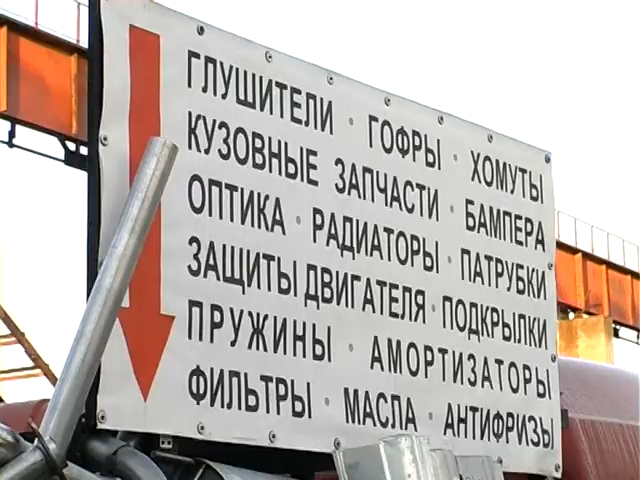 ГЛУШИТЕЛИ • ГОФРЫ • ХОМУТЫ
КУЗОВНЫЕ ЗАПЧАСТИ • БАМПЕРА
ОПТИКА • РАДИАТОРЫ • ПАТРУБКИ
ЗАЩИТЫ ДВИГАТЕЛЯ • ПОДКРЫЛКИ
ПРУЖИНЫ • АМОРТИЗАТОРЫ
ФИЛЬТРЫ • МАСЛА • АНТИФРИЗЫ